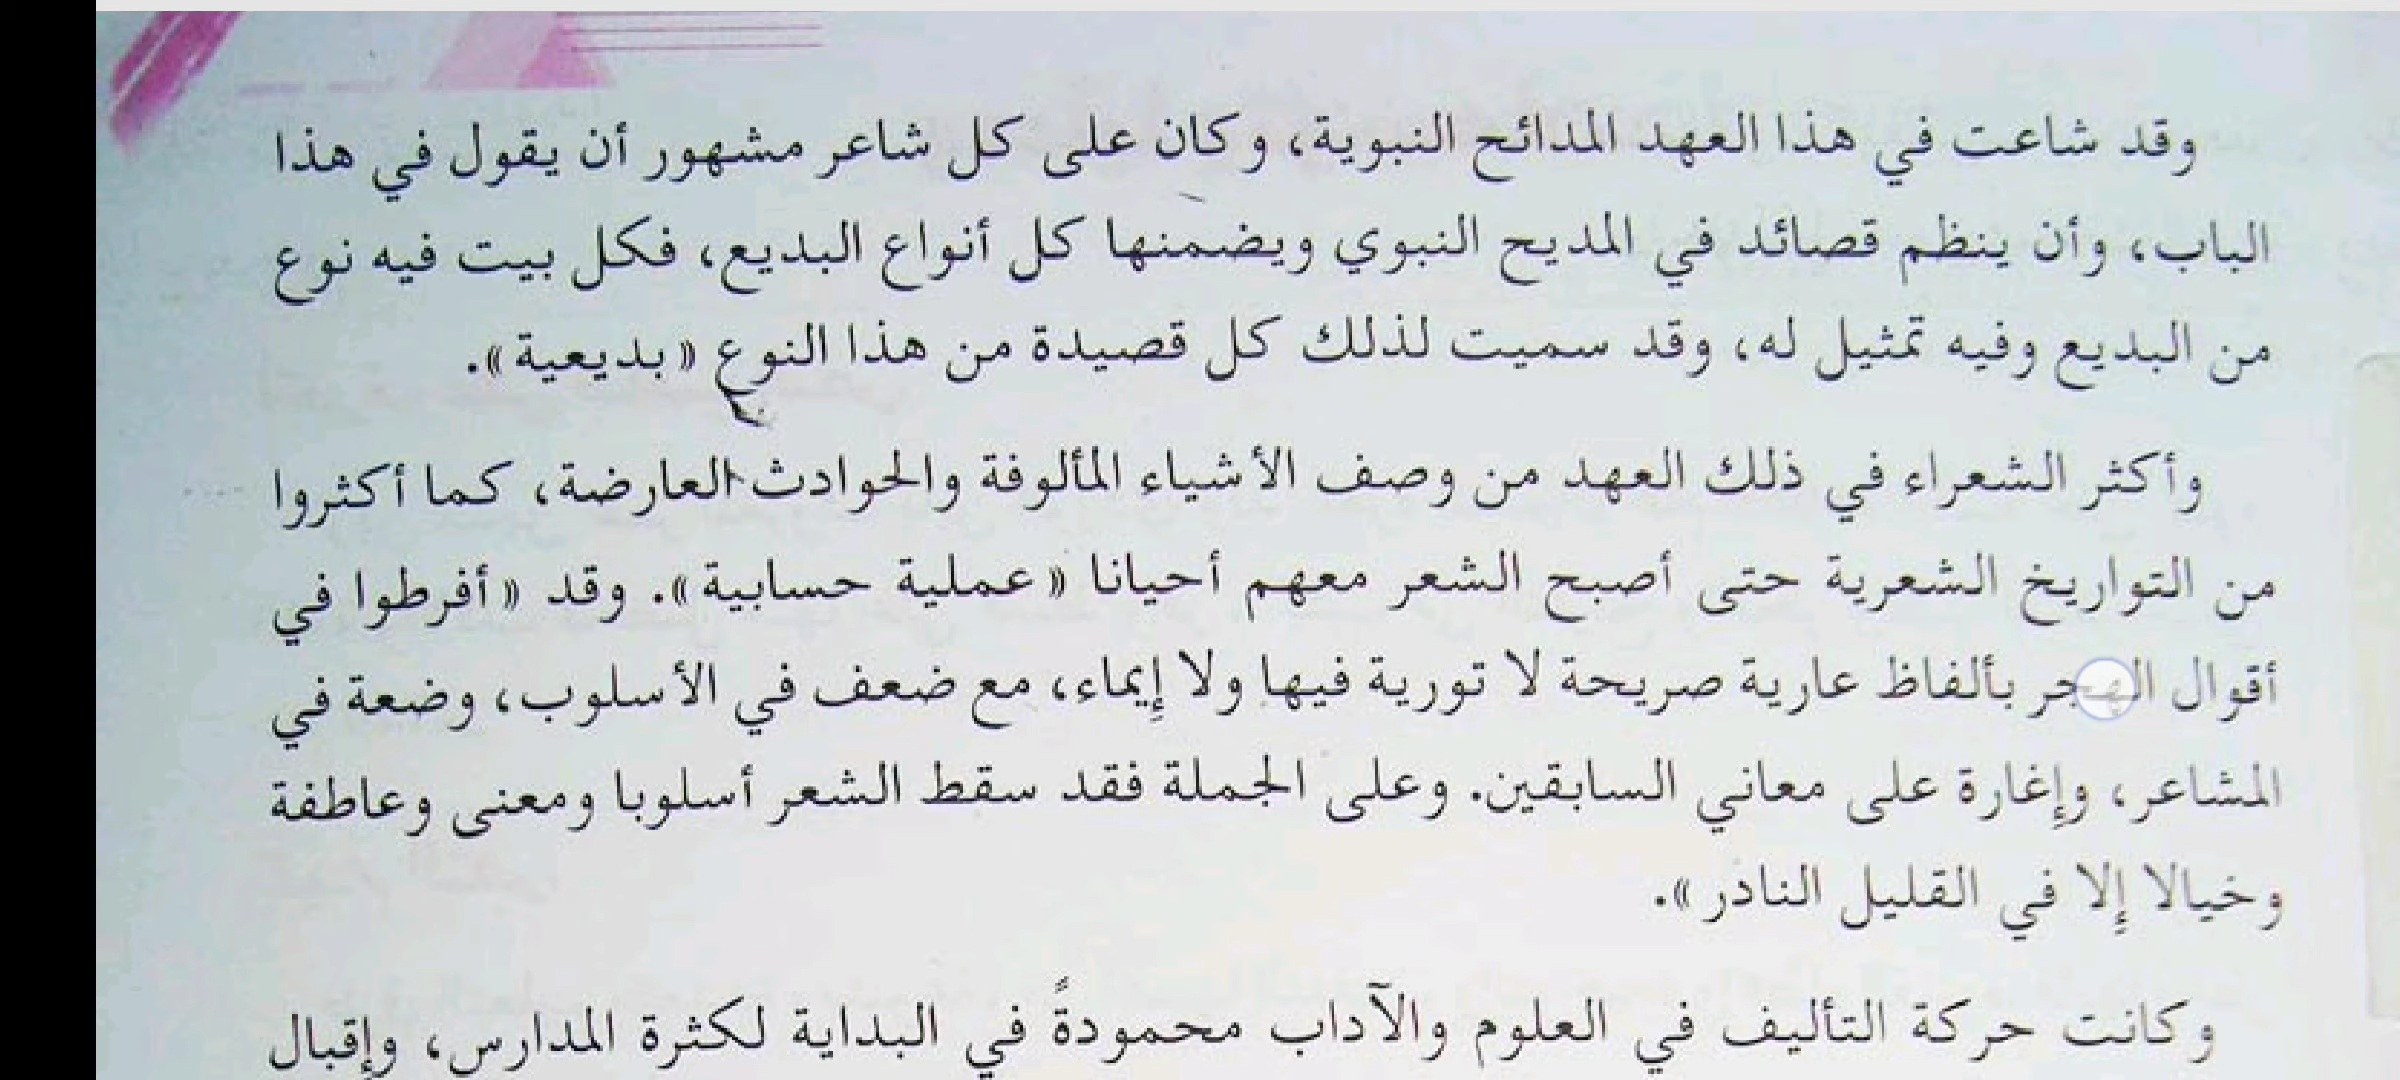 وقد شاعت في هذا العهد المدائح النبوية، وكان على كل شاعر مشهور أن يقول في هذا
الباب، وأن ينظم قصائد في المديح النبوي ويضمنها كل أنواع البديع، فكل بيت فيه نوع
من البديع وفيه تمثيل له، وقد سميت لذلك كل قصيدة من هذا النوع «بديعية».
وأكثر الشعراء في ذلك العهد من وصف الأشياء المألوفة والحوادث العارضة، كما أكثروا
من التواريخ الشعرية حتى أصبح الشعر معهم أحيانا «عملية حسابية». وقد «أفرطوا في
أقوال الهجر بألفاظ عارية صريحة لا تورية فيها ولا إيماء، مع ضعف في الأسلوب، وضعة في
المشاعر، وإغارة على معاني السابقين. وعلى الجملة فقد سقط الشعر أسلوبا ومعنى وعاطفة
وخيالا إلا في القليل النادر».
وكانت حركة التأليف في العلوم والآداب محمودةً في البداية لكثرة المدارس، وإقبال